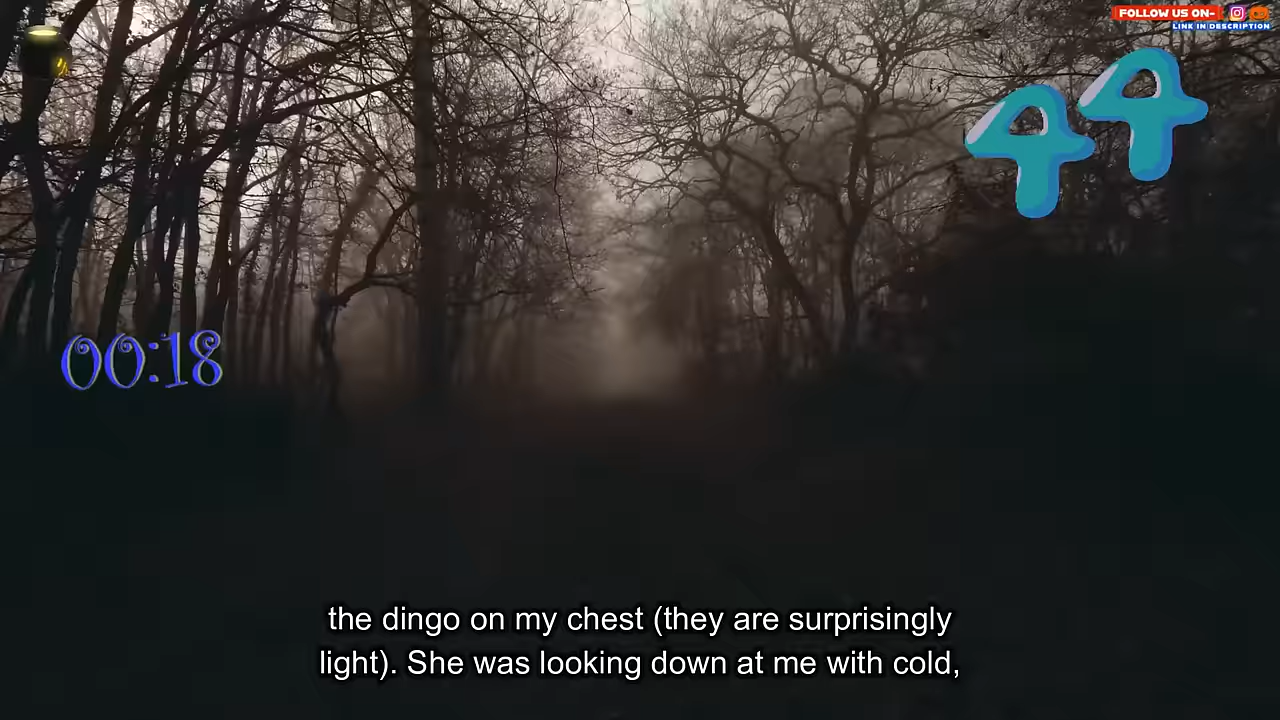 FOLLOW US ON-
LINK IN DESCRIPTION
44
00:18
the dingo on my chest (they are surprisingly
light). She was looking down at me with cold,